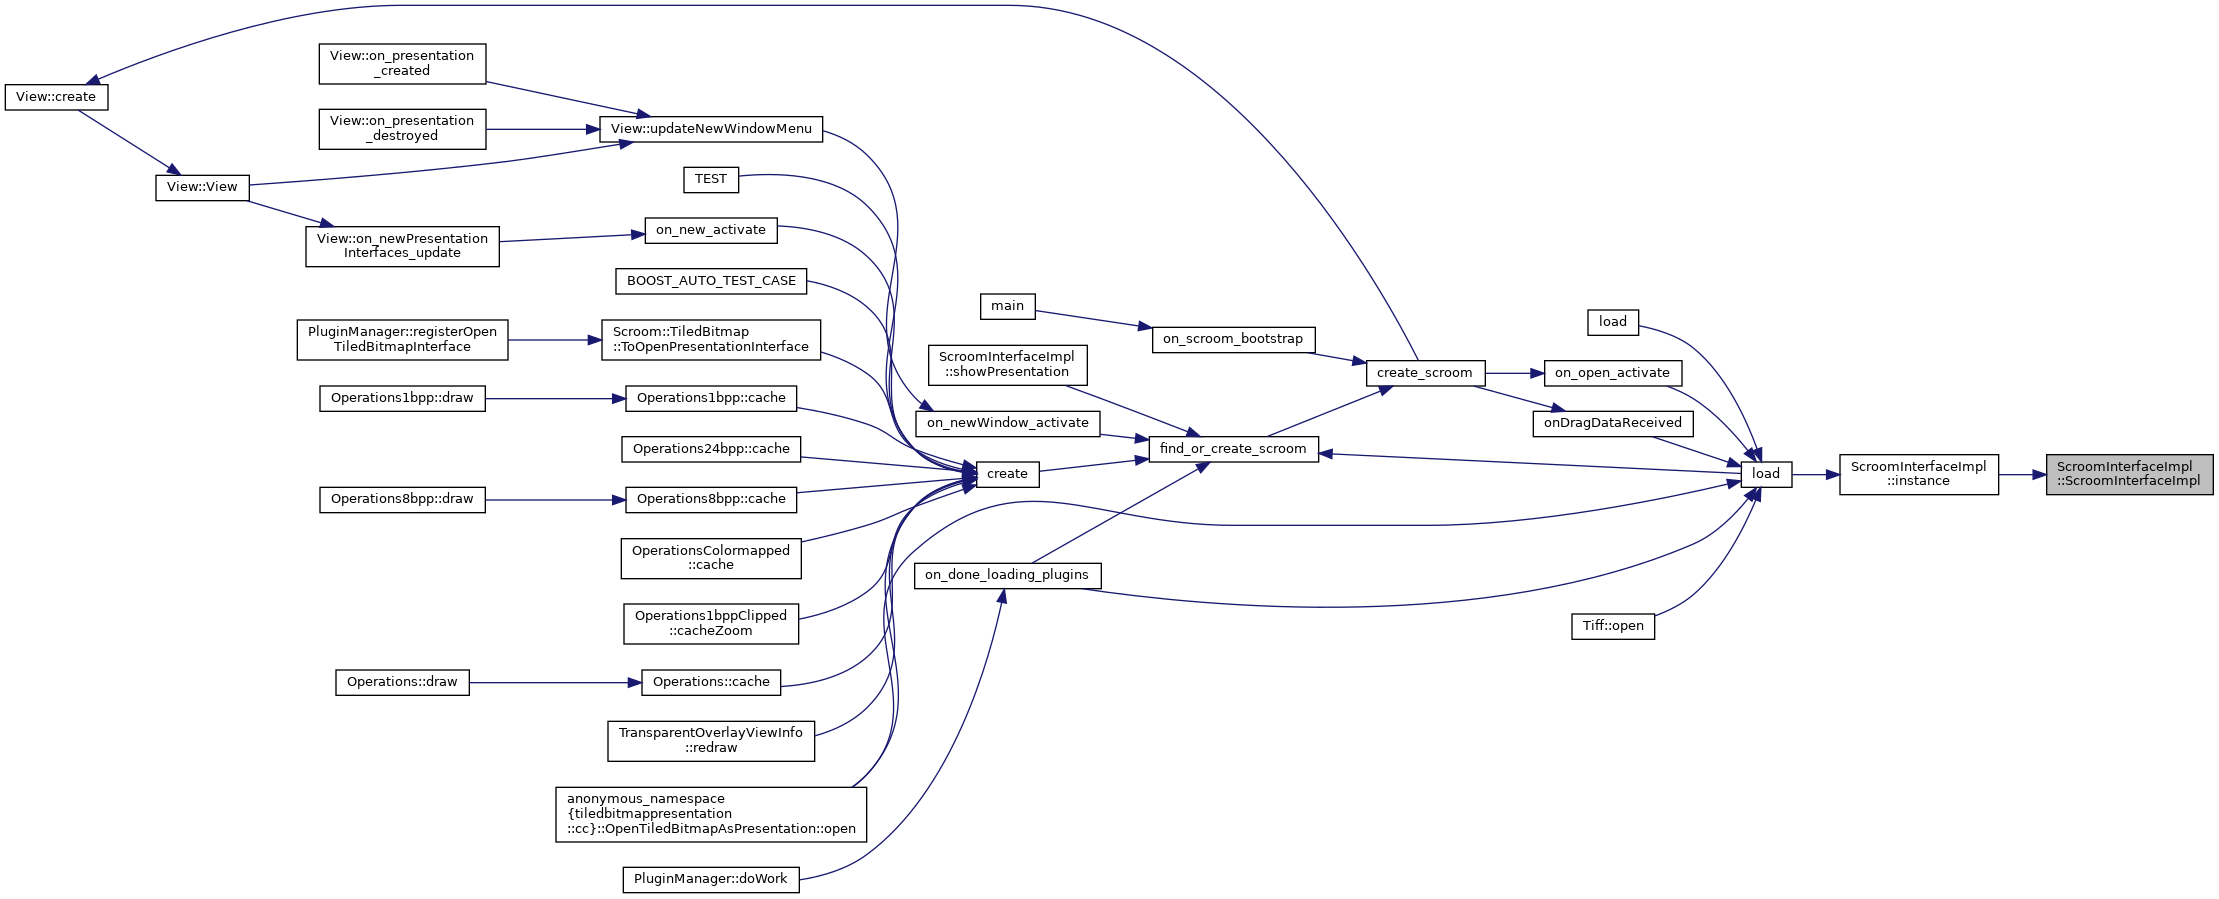 View::on_presentation
_created
View::create
View::on_presentation
_destroyed
View::updateNewWindowMenu
View::View
TEST
on_new_activate
View::on_newPresentation
Interfaces_update
BOOST_AUTO_TEST_CASE
main
load
PluginManager::registerOpen
TiledBitmapInterface
Scroom::TiledBitmap
::ToOpenPresentationInterface
on_scroom_bootstrap
ScroomInterfaceImpl
::showPresentation
create_scroom
on_open_activate
Operations1bpp::draw
Operations1bpp::cache
on_newWindow_activate
onDragDataReceived
Operations24bpp::cache
find_or_create_scroom
create
load
ScroomInterfaceImpl
::instance
ScroomInterfaceImpl
::ScroomInterfaceImpl
Operations8bpp::draw
Operations8bpp::cache
OperationsColormapped
::cache
on_done_loading_plugins
Operations1bppClipped
::cacheZoom
Tiff::open
Operations::draw
Operations::cache
TransparentOverlayViewInfo
::redraw
anonymous_namespace
{tiledbitmappresentation
::cc}::OpenTiledBitmapAsPresentation::open
PluginManager::doWork